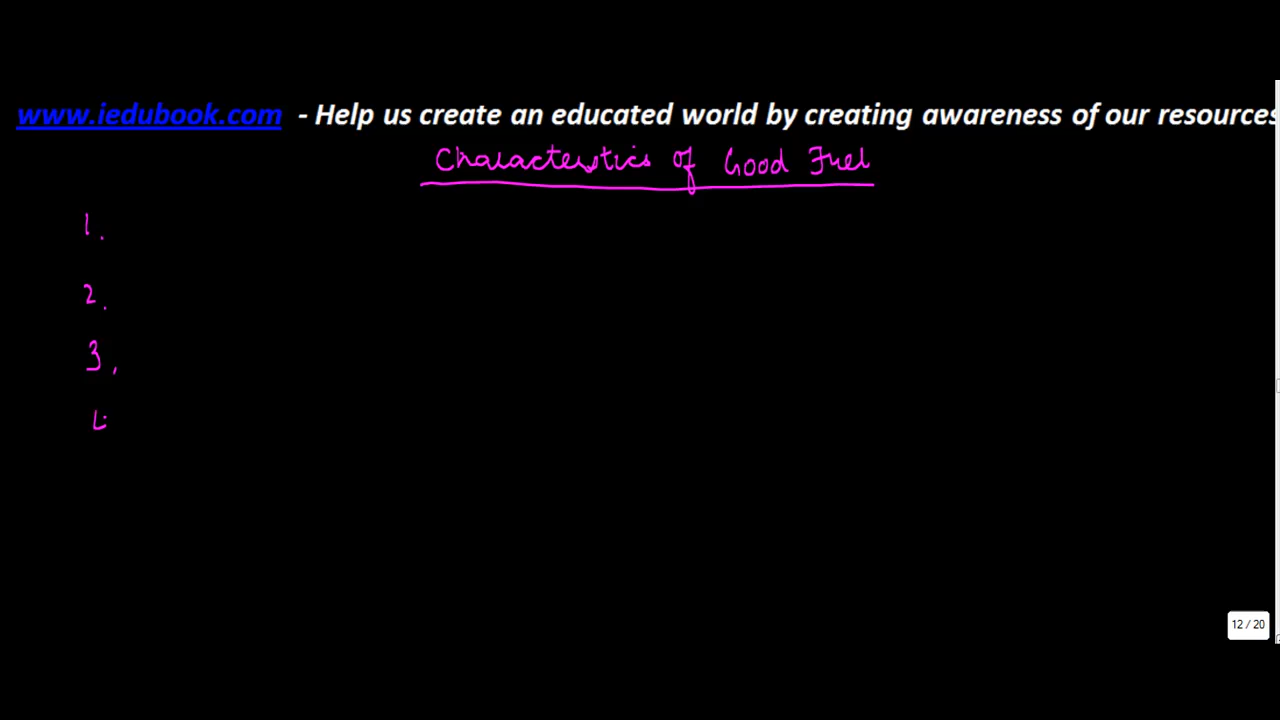 www.iedubook.com - Help us create an educated world by creating awareness of our resources
Characteristics of Good Fuel
1.
2.
3.
12 / 20